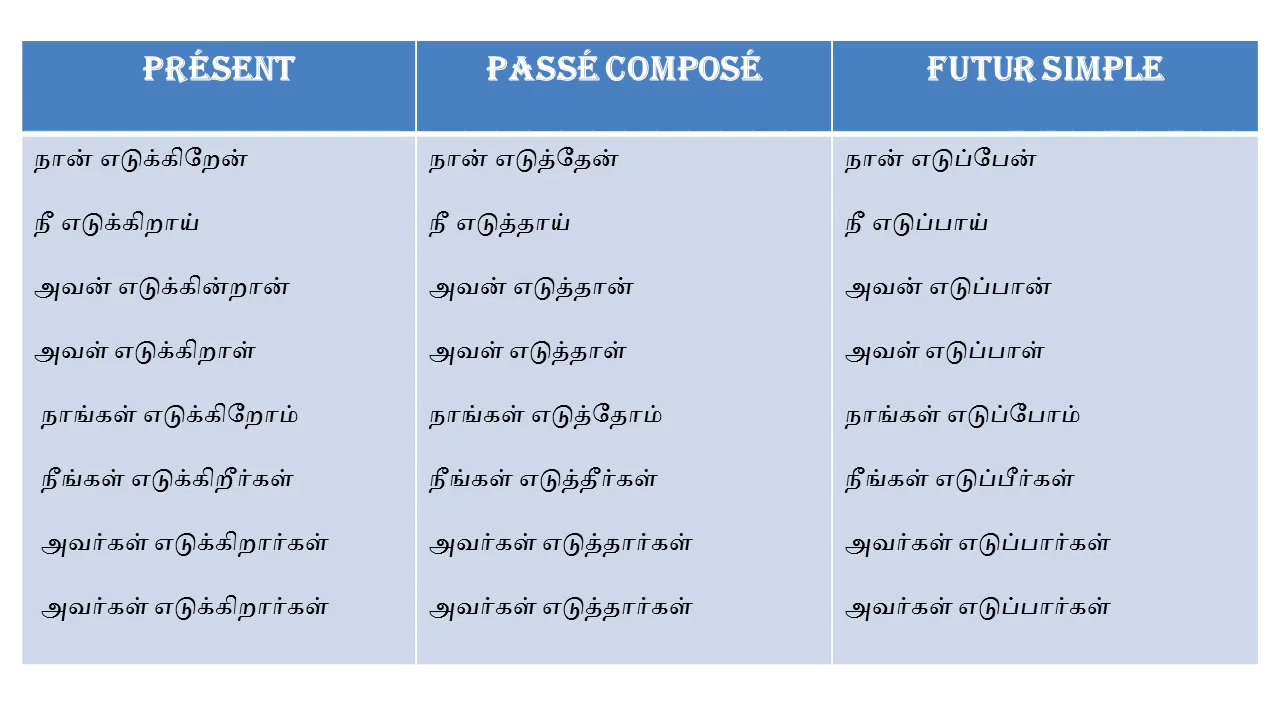 PRÉSENT PASSÉ COMPOSÉ FUTUR SIMPLE
நான் எடுக்கிறேன் நான் எடுத்தேன் நான் எடுப்பேன்
நீ எடுக்கிறாய் நீ எடுத்தாய் நீ எடுப்பாய்
அவன் எடுக்கின்றான் அவன் எடுத்தான் அவன் எடுப்பான்
அவள் எடுக்கிறாள் அவள் எடுத்தாள் அவள் எடுப்பாள்
நாங்கள் எடுக்கிறோம் நாங்கள் எடுத்தோம் நாங்கள் எடுப்போம்
நீங்கள் எடுக்கிறீர்கள் நீங்கள் எடுத்தீர்கள் நீங்கள் எடுப்பீர்கள்
அவர்கள் எடுக்கிறார்கள் அவர்கள் எடுத்தார்கள் அவர்கள் எடுப்பார்கள்
அவர்கள் எடுக்கிறார்கள் அவர்கள் எடுத்தார்கள் அவர்கள் எடுப்பார்கள்